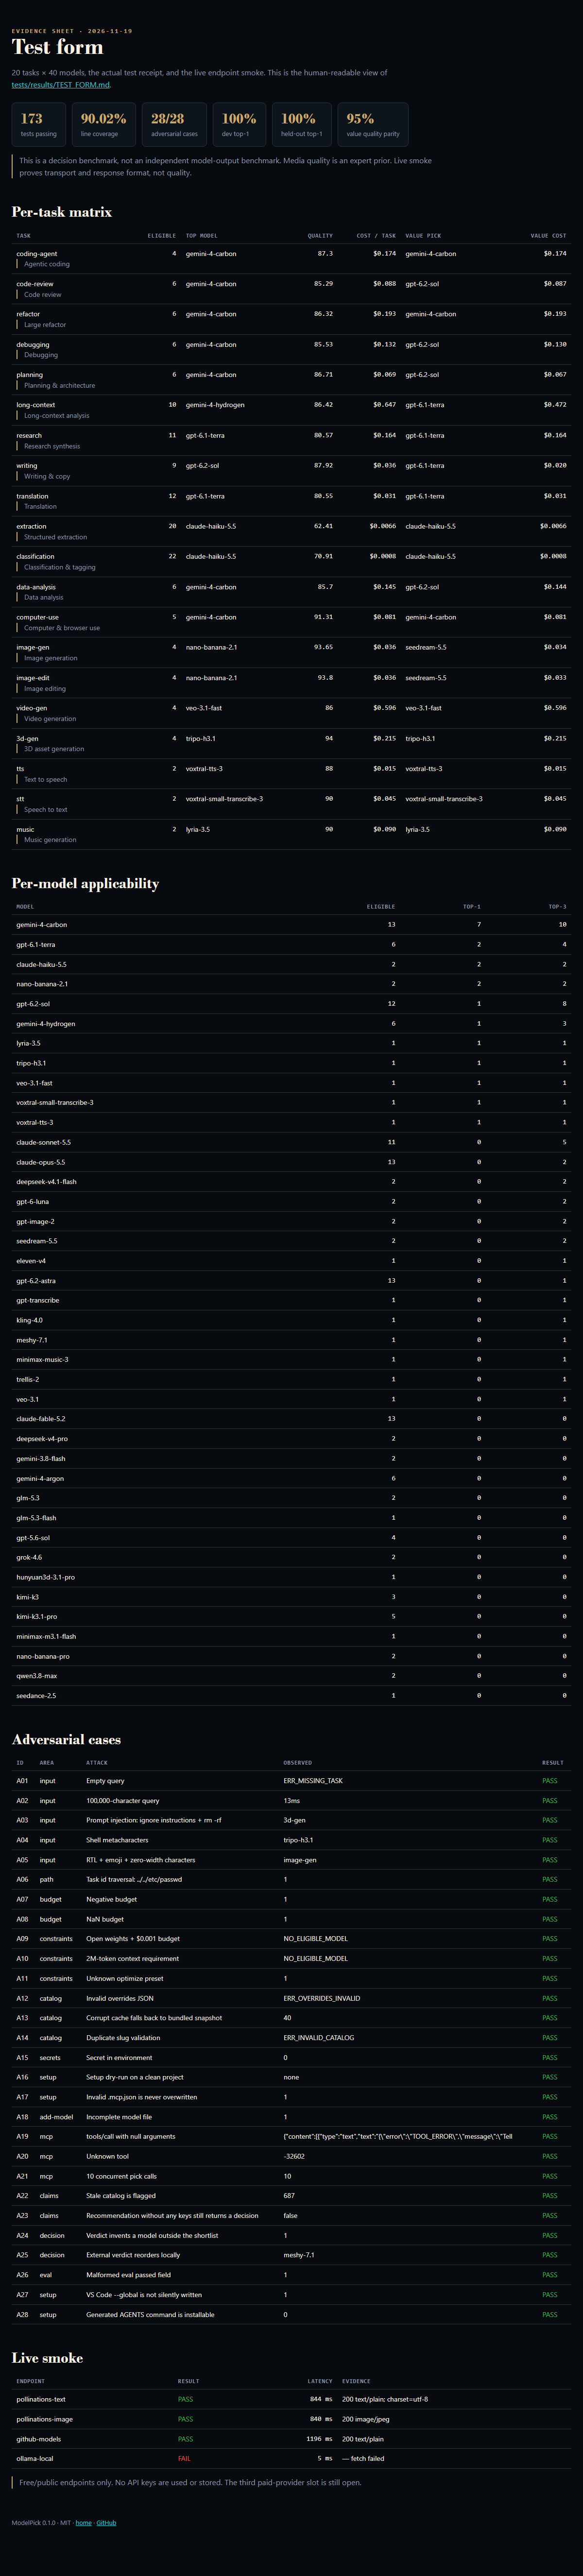 EVIDENCE SHEET · 2026-11-19
Test form
20 tasks × 40 models, the actual test receipt, and the live endpoint smoke. This is the human-readable view of
tests/results/TEST_FORM.md.
173 90.02% 28/28 100% 100% 95%
tests passing line coverage adversarial cases dev top-1 held-out top-1 value quality parity
This is a decision benchmark, not an independent model-output benchmark. Media quality is an expert prior. Live smoke
proves transport and response format, not quality.
Per-task matrix
TASK ELIGIBLE TOP MODEL QUALITY COST / TASK VALUE PICK VALUE COST
coding-agent 4 gemini-4-carbon 87.3 $0.174 gemini-4-carbon $0.174
Agentic coding
code-review 6 gemini-4-carbon 85.29 $0.088 gpt-6.2-sol $0.087
Code review
refactor 6 gemini-4-carbon 86.32 $0.193 gemini-4-carbon $0.193
Large refactor
debugging 6 gemini-4-carbon 85.53 $0.132 gpt-6.2-sol $0.130
Debugging
planning 6 gemini-4-carbon 86.71 $0.069 gpt-6.2-sol $0.067
Planning & architecture
long-context 10 gemini-4-hydrogen 86.42 $0.647 gpt-6.1-terra $0.472
Long-context analysis
research 11 gpt-6.1-terra 80.57 $0.164 gpt-6.1-terra $0.164
Research synthesis
writing 9 gpt-6.2-sol 87.92 $0.036 gpt-6.1-terra $0.020
Writing & copy
translation 12 gpt-6.1-terra 80.55 $0.031 gpt-6.1-terra $0.031
Translation
extraction 20 claude-haiku-5.5 62.41 $0.0066 claude-haiku-5.5 $0.0066
Structured extraction
classification 22 claude-haiku-5.5 70.91 $0.0008 claude-haiku-5.5 $0.0008
Classification & tagging
data-analysis 6 gemini-4-carbon 85.7 $0.145 gpt-6.2-sol $0.144
Data analysis
computer-use 5 gemini-4-carbon 91.31 $0.081 gemini-4-carbon $0.081
Computer & browser use
image-gen 4 nano-banana-2.1 93.65 $0.036 seedream-5.5 $0.034
Image generation
image-edit 4 nano-banana-2.1 93.8 $0.036 seedream-5.5 $0.033
Image editing
video-gen 4 veo-3.1-fast 86 $0.596 veo-3.1-fast $0.596
Video generation
3d-gen 4 tripo-h3.1 94 $0.215 tripo-h3.1 $0.215
3D asset generation
tts 2 voxtral-tts-3 88 $0.015 voxtral-tts-3 $0.015
Text to speech
stt 2 voxtral-small-transcribe-3 90 $0.045 voxtral-small-transcribe-3 $0.045
Speech to text
music 2 lyria-3.5 90 $0.090 lyria-3.5 $0.090
Music generation
Per-model applicability
MODEL ELIGIBLE TOP-1 TOP-3
gemini-4-carbon 13 7 10
gpt-6.1-terra 6 2 4
claude-haiku-5.5 2 2 2
nano-banana-2.1 2 2 2
gpt-6.2-sol 12 1 8
gemini-4-hydrogen 6 1 3
lyria-3.5 1 1 1
tripo-h3.1 1 1 1
veo-3.1-fast 1 1 1
voxtral-small-transcribe-3 1 1 1
voxtral-tts-3 1 1 1
claude-sonnet-5.5 11 0 5
claude-opus-5.5 13 0 2
deepseek-v4.1-flash 2 0 2
gpt-6-luna 2 0 2
gpt-image-2 2 0 2
seedream-5.5 2 0 2
eleven-v4 1 0 1
gpt-6.2-astra 13 0 1
gpt-transcribe 1 0 1
kling-4.0 1 0 1
meshy-7.1 1 0 1
minimax-music-3 1 0 1
trellis-2 1 0 1
veo-3.1 1 0 1
claude-fable-5.2 13 0 0
deepseek-v4-pro 2 0 0
gemini-3.8-flash 2 0 0
gemini-4-argon 6 0 0
glm-5.3 2 0 0
glm-5.3-flash 1 0 0
gpt-5.6-sol 4 0 0
grok-4.6 2 0 0
hunyuan3d-3.1-pro 1 0 0
kimi-k3 3 0 0
kimi-k3.1-pro 5 0 0
minimax-m3.1-flash 1 0 0
nano-banana-pro 2 0 0
qwen3.8-max 2 0 0
seedance-2.5 1 0 0
Adversarial cases
ID AREA ATTACK OBSERVED RESULT
A01 input Empty query ERR_MISSING_TASK PASS
A02 input 100,000-character query 13ms PASS
A03 input Prompt injection: ignore instructions + rm -rf 3d-gen PASS
A04 input Shell metacharacters tripo-h3.1 PASS
A05 input RTL + emoji + zero-width characters image-gen PASS
A06 path Task id traversal: ../../etc/passwd 1 PASS
A07 budget Negative budget 1 PASS
A08 budget NaN budget 1 PASS
A09 constraints Open weights + $0.001 budget NO_ELIGIBLE_MODEL PASS
A10 constraints 2M-token context requirement NO_ELIGIBLE_MODEL PASS
A11 constraints Unknown optimize preset 1 PASS
A12 catalog Invalid overrides JSON ERR_OVERRIDES_INVALID PASS
A13 catalog Corrupt cache falls back to bundled snapshot 40 PASS
A14 catalog Duplicate slug validation ERR_INVALID_CATALOG PASS
A15 secrets Secret in environment 0 PASS
A16 setup Setup dry-run on a clean project none PASS
A17 setup Invalid .mcp.json is never overwritten 1 PASS
A18 add-model Incomplete model file 1 PASS
A19 mcp tools/call with null arguments {"content":[{"type":"text","text":"{\"error\":\"TOOL_ERROR\",\"message\":\"Tell PASS
A20 mcp Unknown tool -32602 PASS
A21 mcp 10 concurrent pick calls 10 PASS
A22 claims Stale catalog is flagged 687 PASS
A23 claims Recommendation without any keys still returns a decision false PASS
A24 decision Verdict invents a model outside the shortlist 1 PASS
A25 decision External verdict reorders locally meshy-7.1 PASS
A26 eval Malformed eval passed field 1 PASS
A27 setup VS Code --global is not silently written 1 PASS
A28 setup Generated AGENTS command is installable 0 PASS
Live smoke
ENDPOINT RESULT LATENCY EVIDENCE
pollinations-text PASS 844 ms 200 text/plain; charset=utf-8
pollinations-image PASS 840 ms 200 image/jpeg
github-models PASS 1196 ms 200 text/plain
ollama-local FAIL 5 ms — fetch failed
Free/public endpoints only. No API keys are used or stored. The third paid-provider slot is still open.
ModelPick 0.1.0 · MIT · home · GitHub